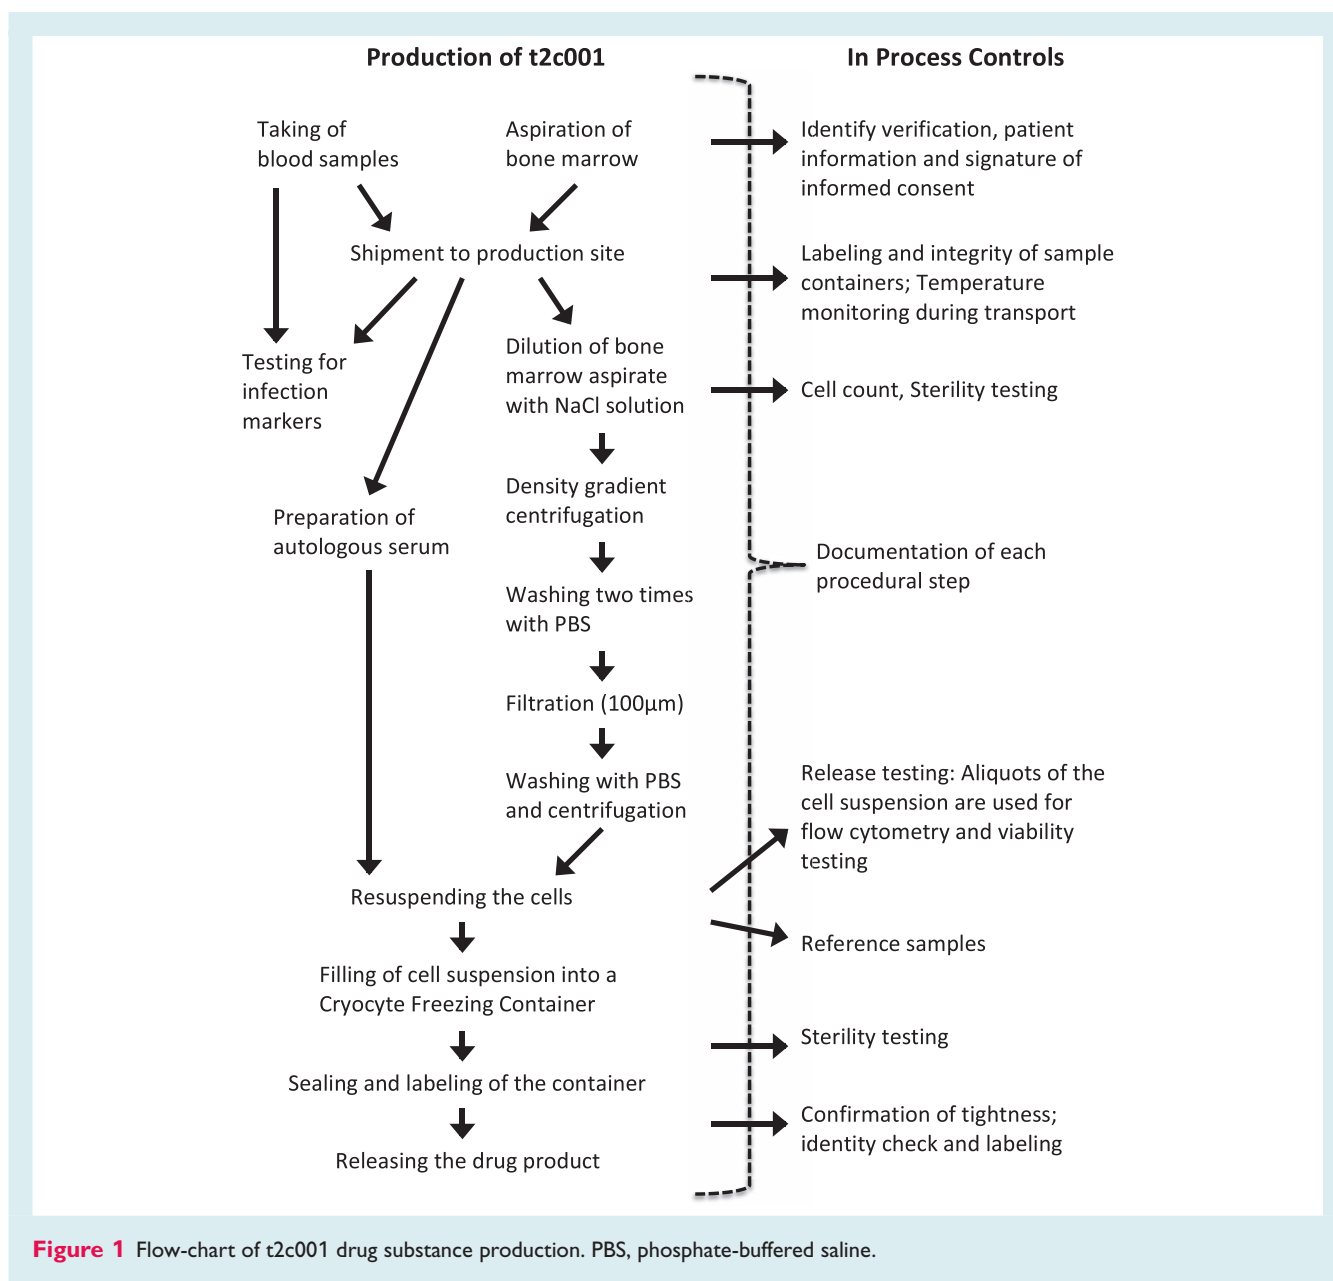 Production of t2c001
In Process Controls
Taking of
blood samples
Aspiration of
bone marrow
Identify verification, patient
information and signature of
informed consent
Shipment to production site
Labeling and integrity of sample
containers; Temperature
monitoring during transport
Testing for
infection
markers
Dilution of bone
marrow aspirate
with NaCl solution
Cell count, Sterility testing
Density gradient
centrifugation
Preparation of
autologous serum
Documentation of each
procedural step
Washing two times
with PBS
Filtration (100µm)
Washing with PBS
and centrifugation
Release testing: Aliquots of the
cell suspension are used for
flow cytometry and viability
testing
Resuspending the cells
Reference samples
Filling of cell suspension into a
Cryocyte Freezing Container
Sterility testing
Sealing and labeling of the container
Confirmation of tightness;
identity check and labeling
Releasing the drug product
Figure 1 Flow-chart of t2c001 drug substance production. PBS, phosphate-buffered saline.